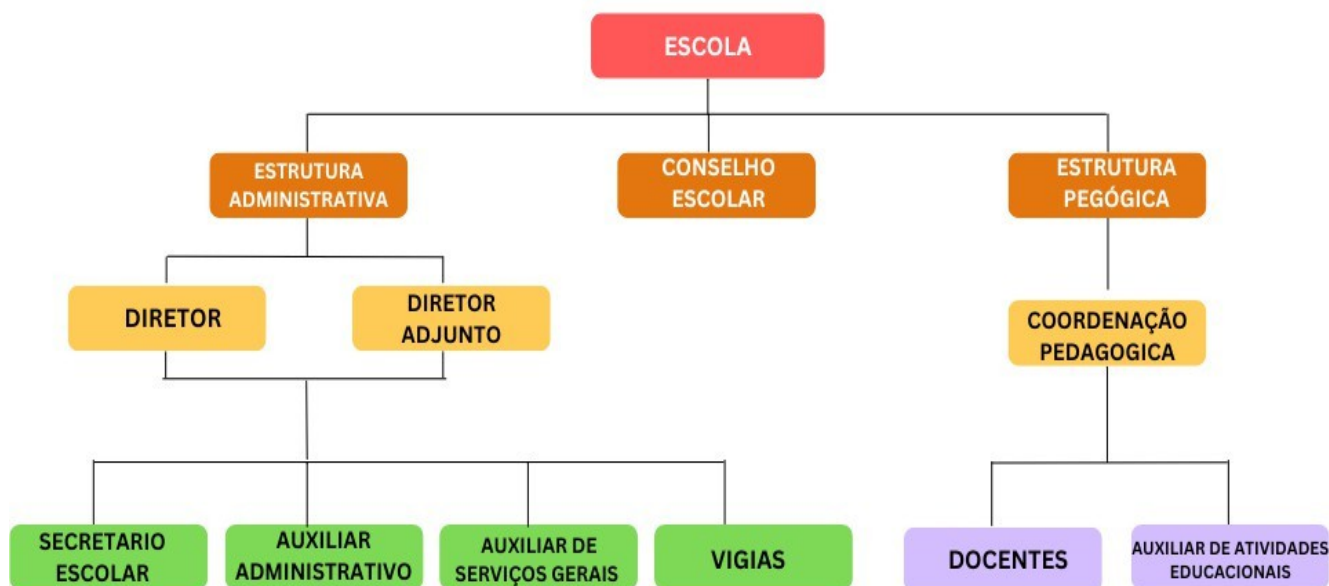 ESCOLA
ESTRUTURA
ADMINISTRATIVA
CONSELHO
ESCOLAR
ESTRUTURA
PEGÓGICA
DIRETOR
DIRETOR
ADJUNTO
COORDENAÇÃO
PEDAGOGICA
SECRETARIO
ESCOLAR
AUXILIAR
ADMINISTRATIVO
AUXILIAR DE
SERVIÇOS GERAIS
VIGIAS
DOCENTES
AUXILIAR DE ATIVIDADES
EDUCACIONAIS